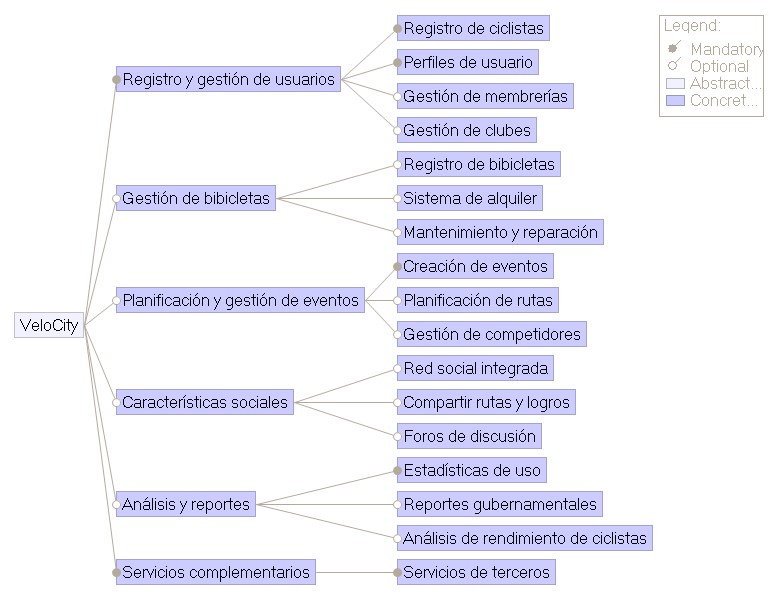 Registro de ciclistas
Legend:
Perfiles de usuario
Mandatory
Registro y gestión de usuarios
Optional
Gestión de membrerías
Abstract...
Concret...
Gestión de clubes
Registro de bibicletas
Gestión de bibicletas
Sistema de alquiler
Mantenimiento y reparación
Creación de eventos
Planificación y gestión de eventos
Planificación de rutas
VeloCity
Gestión de competidores
Red social integrada
Características sociales
Compartir rutas y logros
Foros de discusión
Estadísticas de uso
Análisis y reportes
Reportes gubernamentales
Análisis de rendimiento de ciclistas
Servicios complementarios
Servicios de terceros